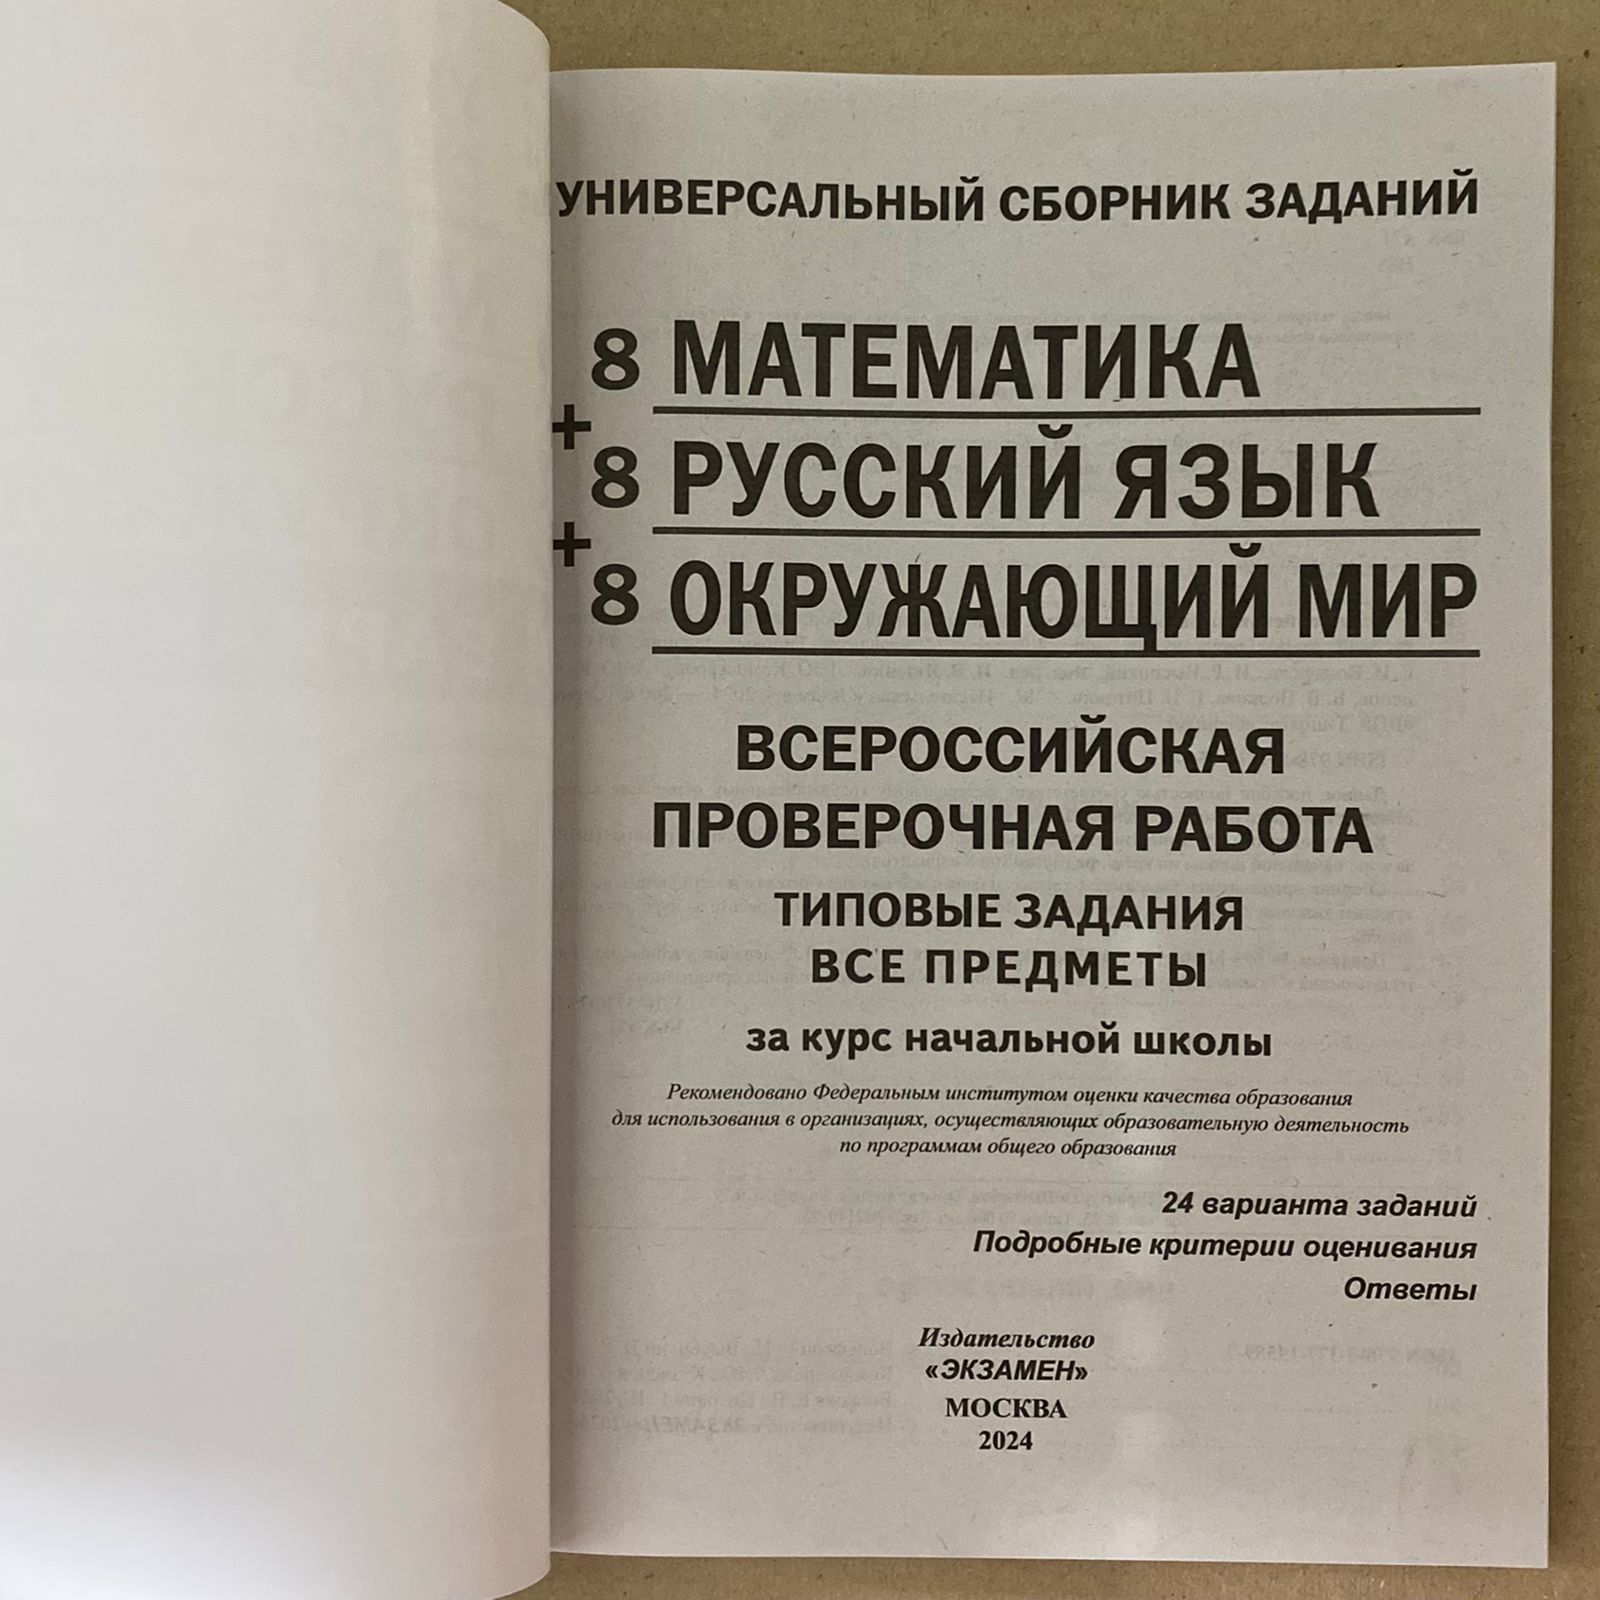 УНИВЕРСАЛЬНЫЙ СБОРНИК ЗАДАНИЙ
8 МАТЕМАТИКА
+
8 РУССКИЙ ЯЗЫК
+
8 ОКРУЖАЮЩИЙ МИР
ВСЕРОССИЙСКАЯ
ПРОВЕРОЧНАЯ РАБОТА
ТИПОВЫЕ ЗАДАНИЯ
ВСЕ ПРЕДМЕТЫ
за курс начальной школы
Рекомендовано Федеральным институтом оценки качества образования
для использования в организациях, осуществляющих образовательную деятельность
по программам общего образования
24 варианта заданий
Подробные критерии оценивания
Ответы
Издательство
«ЭКЗАМЕН»
МОСКВА
2024